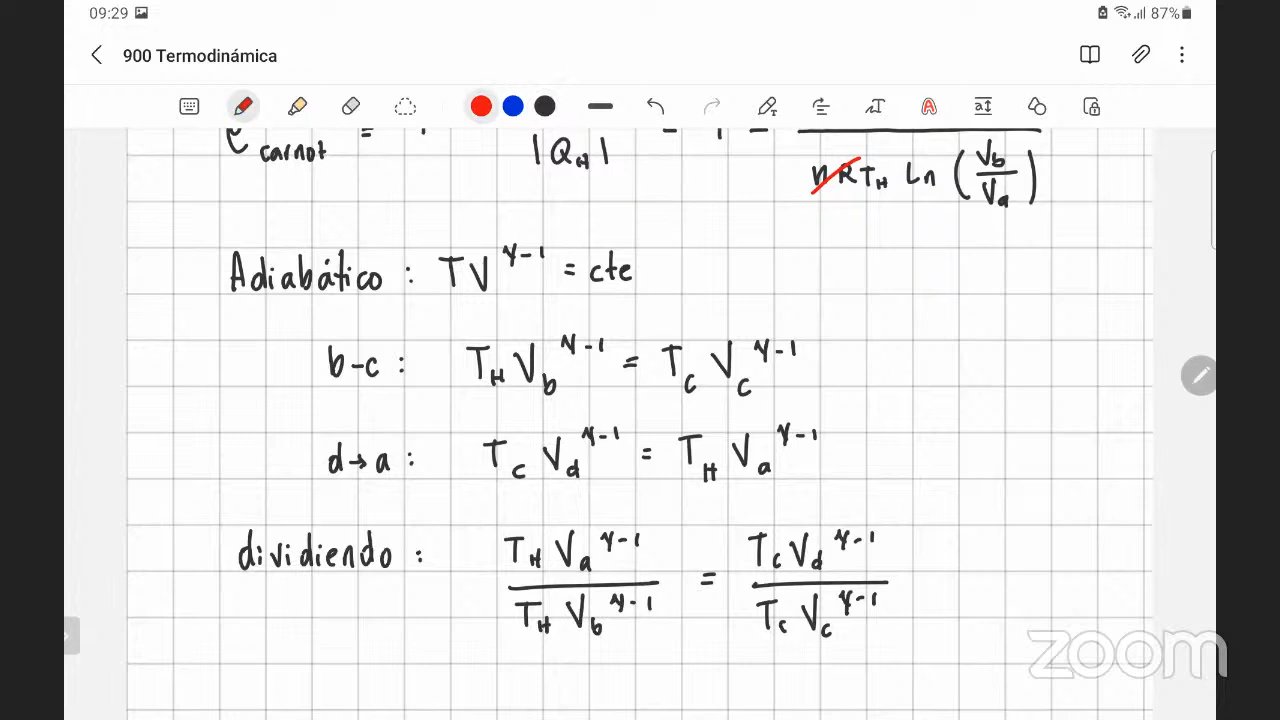 09:29 87%
900 Termodinámica
e carnot = 1 |Q_H| = 1 - nRT_H Ln (V_b/V_a)
Adiabático : TV^γ-1 = cte
b-c : T_H V_b^γ-1 = T_c V_c^γ-1
d→a : T_c V_d^γ-1 = T_H V_a^γ-1
dividiendo : T_H V_a^γ-1 / T_H V_b^γ-1 = T_c V_d^γ-1 / T_c V_c^γ-1
zoom